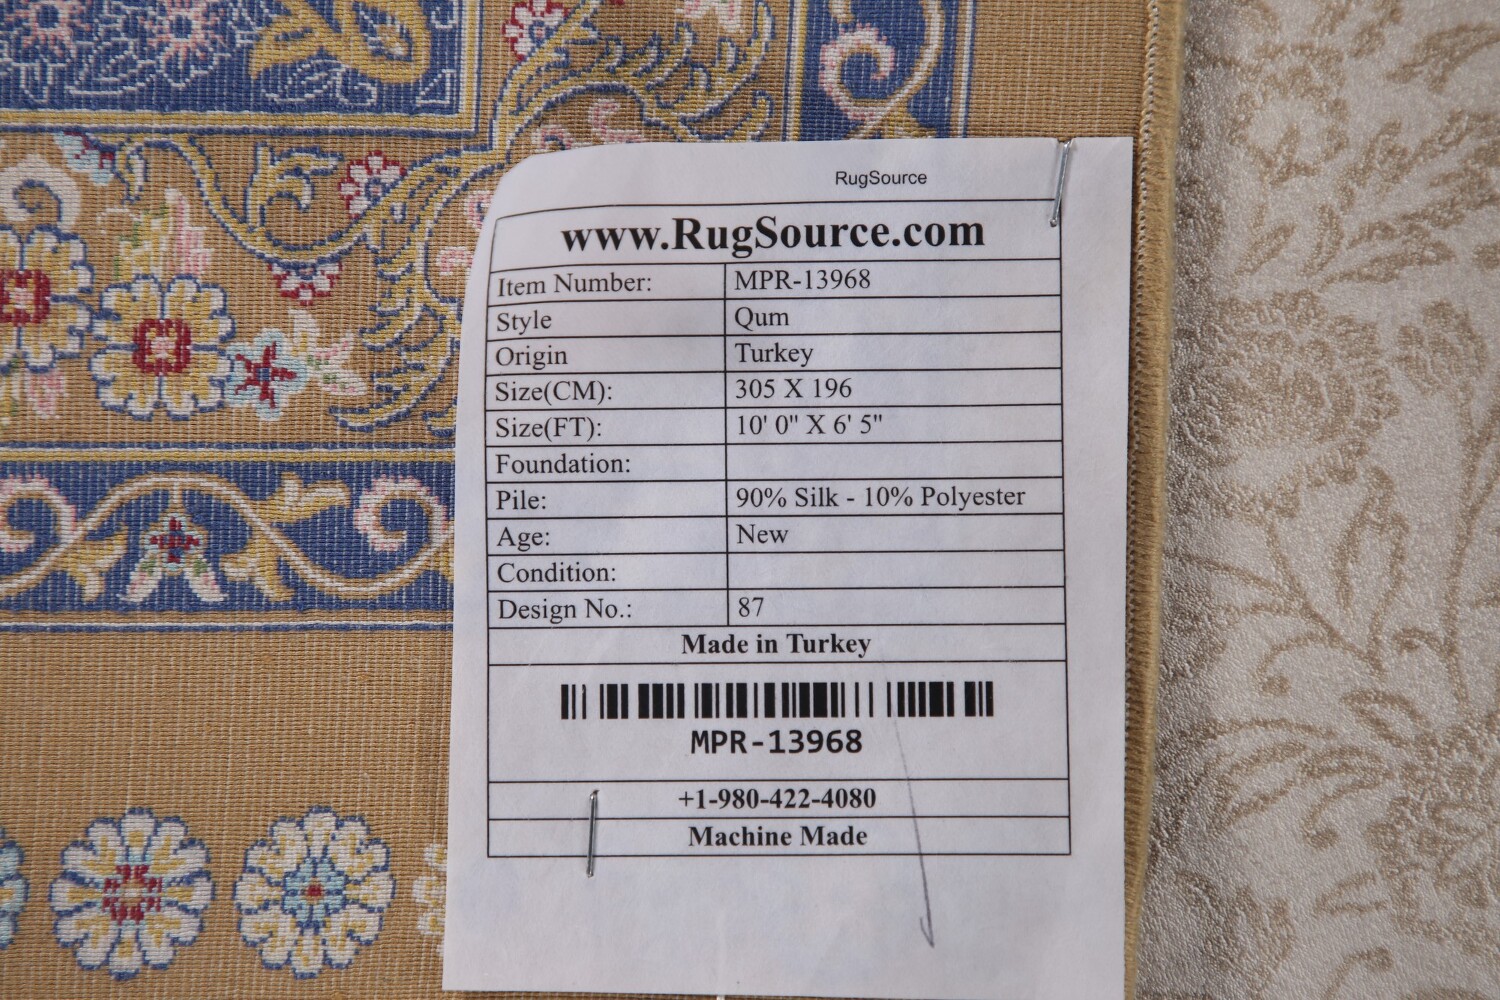 RugSource
www.RugSource.com
Item Number: MPR-13968
Style Qum
Origin Turkey
Size(CM): 305 X 196
Size(FT): 10' 0" X 6' 5"
Foundation:
Pile: 90% Silk - 10% Polyester
Age: New
Condition:
Design No.: 87
Made in Turkey
MPR-13968
+1-980-422-4080
Machine Made